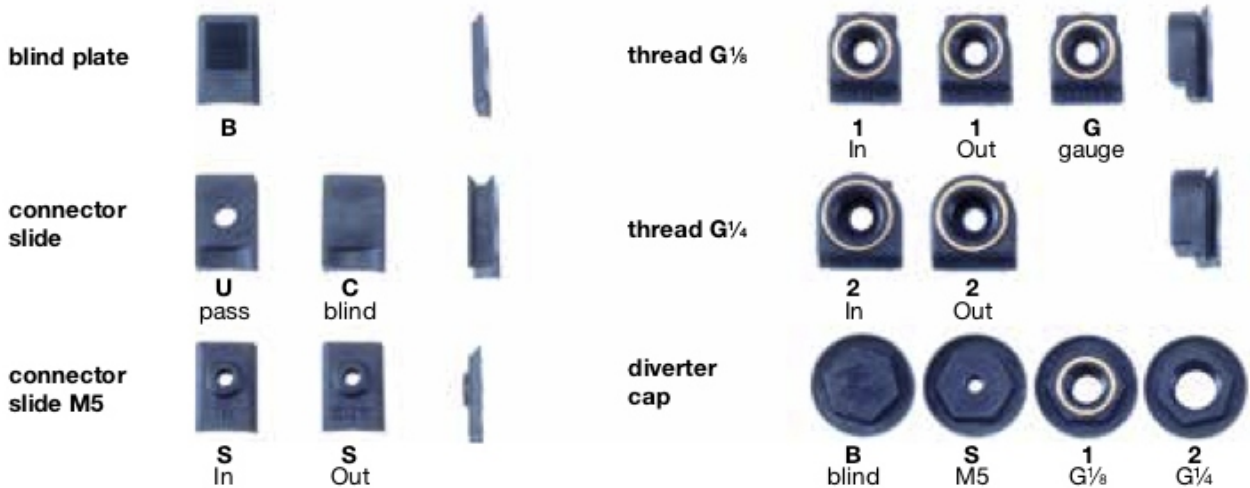 blind plate
B
connector
slide
U
pass
C
blind
connector
slide M5
S
In
S
Out
thread G⅛
1
In
1
Out
G
gauge
thread G¼
2
In
2
Out
diverter
cap
B
blind
S
M5
1
G⅛
2
G¼